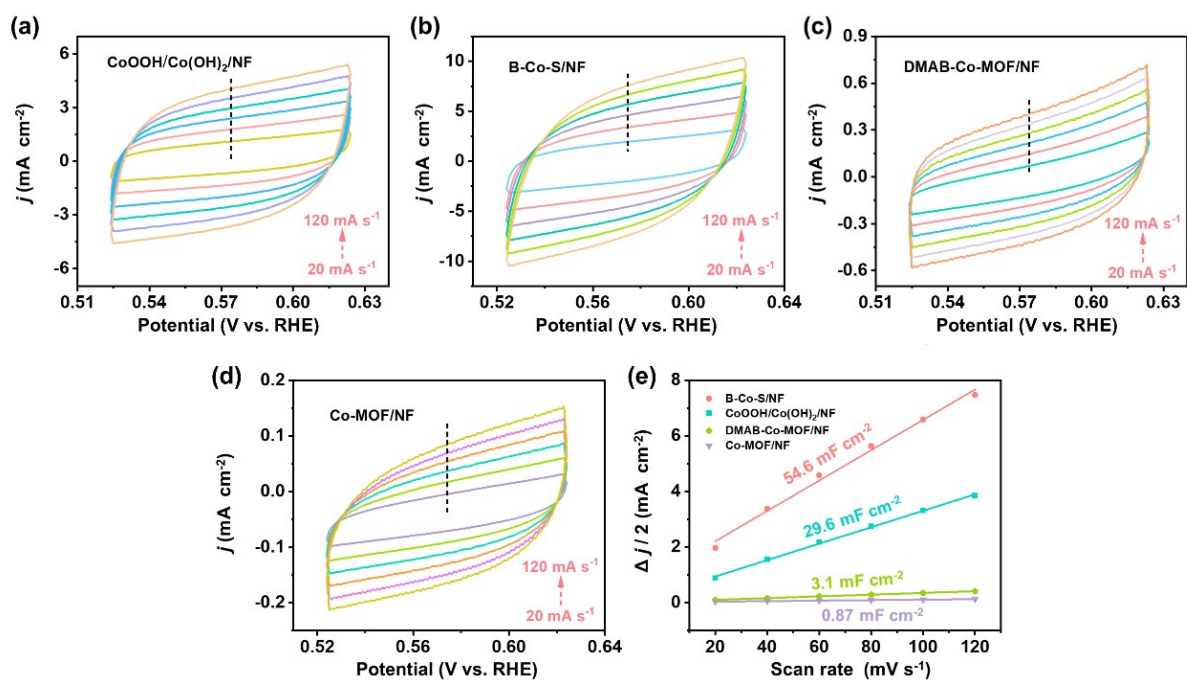 (a)
CoOOH/Co(OH)₂/NF
j (mA cm⁻²)
6
3
0
-3
-6
120 mA s⁻¹
20 mA s⁻¹
0.51 0.54 0.57 0.60 0.63
Potential (V vs. RHE)
(b)
B-Co-S/NF
j (mA cm⁻²)
10
5
0
-5
-10
120 mA s⁻¹
20 mA s⁻¹
0.52 0.56 0.60 0.64
Potential (V vs. RHE)
(c)
DMAB-Co-MOF/NF
j (mA cm⁻²)
0.9
0.6
0.3
0.0
-0.3
-0.6
120 mA s⁻¹
20 mA s⁻¹
0.51 0.54 0.57 0.60 0.63
Potential (V vs. RHE)
(d)
Co-MOF/NF
j (mA cm⁻²)
0.2
0.1
0.0
-0.1
-0.2
120 mA s⁻¹
20 mA s⁻¹
0.52 0.56 0.60 0.64
Potential (V vs. RHE)
(e)
Δ j / 2 (mA cm⁻²)
8
6
4
2
0
B-Co-S/NF
CoOOH/Co(OH)₂/NF
DMAB-Co-MOF/NF
Co-MOF/NF
54.6 mF cm⁻²
29.6 mF cm⁻²
3.1 mF cm⁻²
0.87 mF cm⁻²
20 40 60 80 100 120
Scan rate (mV s⁻¹)